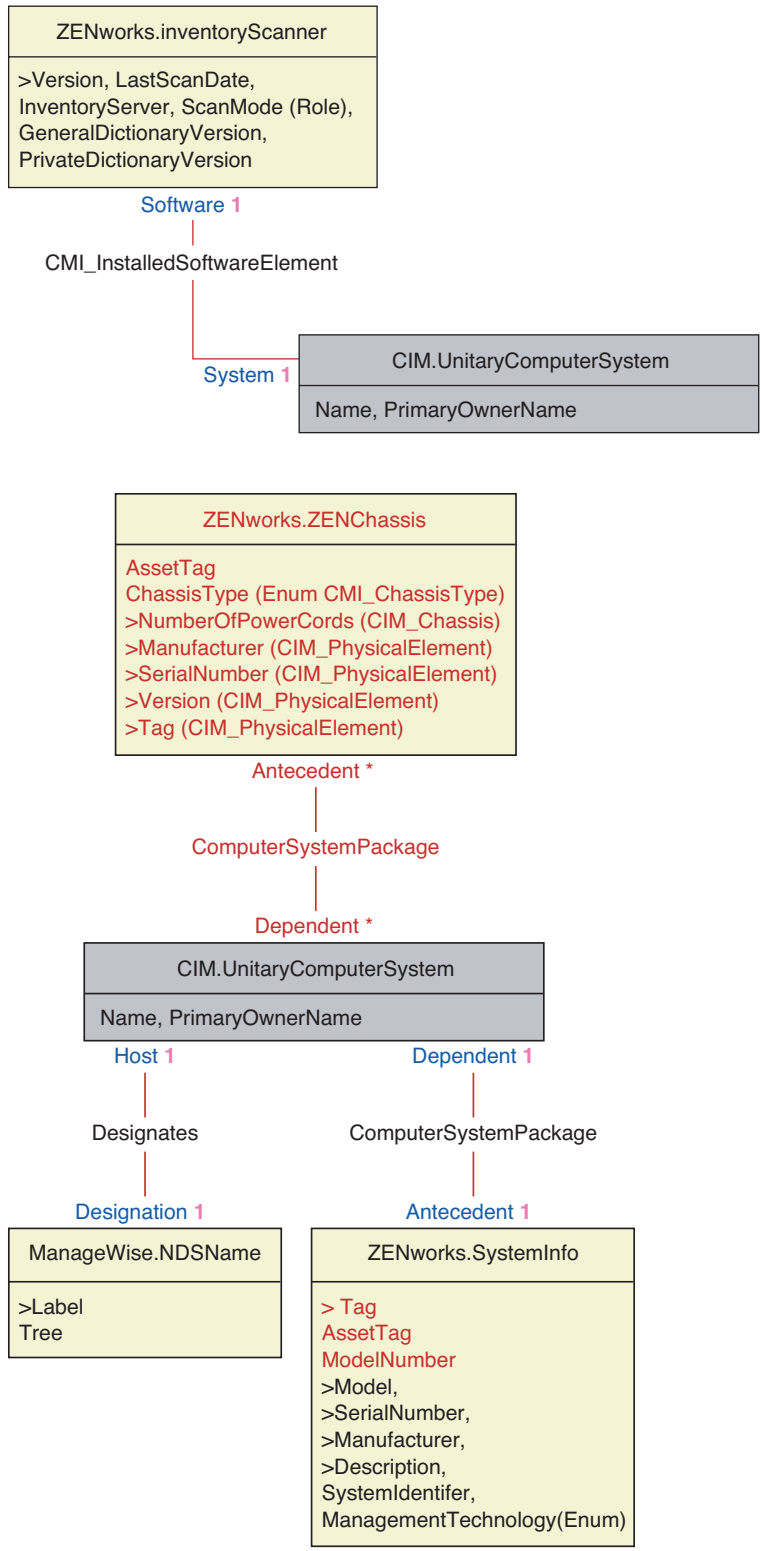 ZENworks.inventoryScanner
>Version, LastScanDate,
InventoryServer, ScanMode (Role),
GeneralDictionaryVersion,
PrivateDictionaryVersion
Software 1
CMI_InstalledSoftwareElement
System 1
CIM.UnitaryComputerSystem
Name, PrimaryOwnerName
ZENworks.ZENChassis
AssetTag
ChassisType (Enum CMI_ChassisType)
>NumberOfPowerCords (CIM_Chassis)
>Manufacturer (CIM_PhysicalElement)
>SerialNumber (CIM_PhysicalElement)
>Version (CIM_PhysicalElement)
>Tag (CIM_PhysicalElement)
Antecedent *
ComputerSystemPackage
Dependent *
CIM.UnitaryComputerSystem
Name, PrimaryOwnerName
Host 1
Designates
Designation 1
ManageWise.NDSName
>Label
Tree
Dependent 1
ComputerSystemPackage
Antecedent 1
ZENworks.SystemInfo
> Tag
AssetTag
ModelNumber
>Model,
>SerialNumber,
>Manufacturer,
>Description,
SystemIdentifer,
ManagementTechnology(Enum)